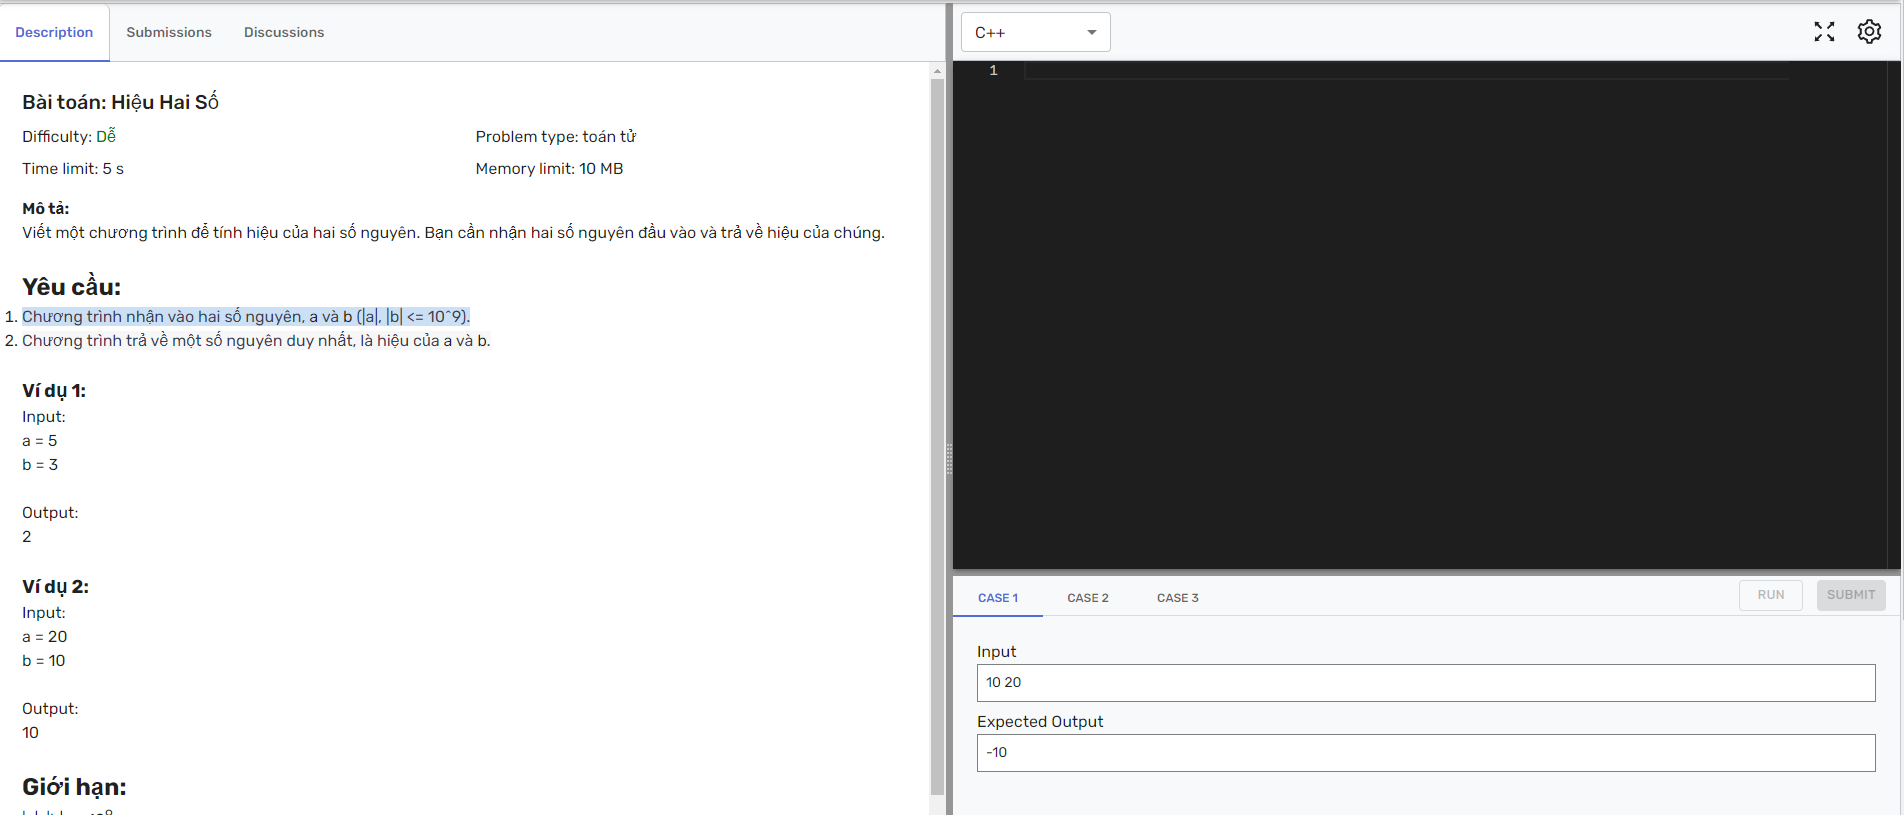 Description
Submissions
Discussions
Bài toán: Hiệu Hai Số
Difficulty: Dễ
Problem type: toán tử
Time limit: 5 s
Memory limit: 10 MB
Mô tả:
Viết một chương trình để tính hiệu của hai số nguyên. Bạn cần nhận hai số nguyên đầu vào và trả về hiệu của chúng.
Yêu cầu:
1. Chương trình nhận vào hai số nguyên, a và b (|a|, |b| <= 10^9).
2. Chương trình trả về một số nguyên duy nhất, là hiệu của a và b.
Ví dụ 1:
Input:
a = 5
b = 3
Output:
2
Ví dụ 2:
Input:
a = 20
b = 10
Output:
10
Giới hạn:
C++
1
CASE 1
CASE 2
CASE 3
RUN
SUBMIT
Input
10 20
Expected Output
-10